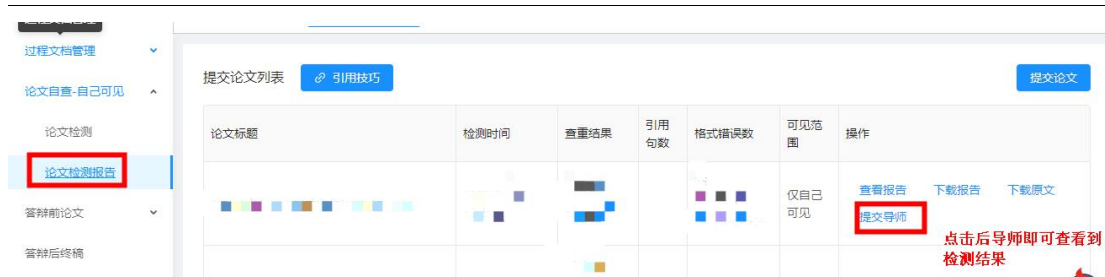 过程文档管理
论文自查-自己可见
论文检测
论文检测报告
答辩前论文
答辩后终稿
提交论文列表
引用技巧
提交论文
论文标题
检测时间
查重结果
引用
句数
格式错误数
可见范
围
操作
仅自己
可见
查看报告
下载报告
下载原文
提交导师
点击后导师即可查看到
检测结果